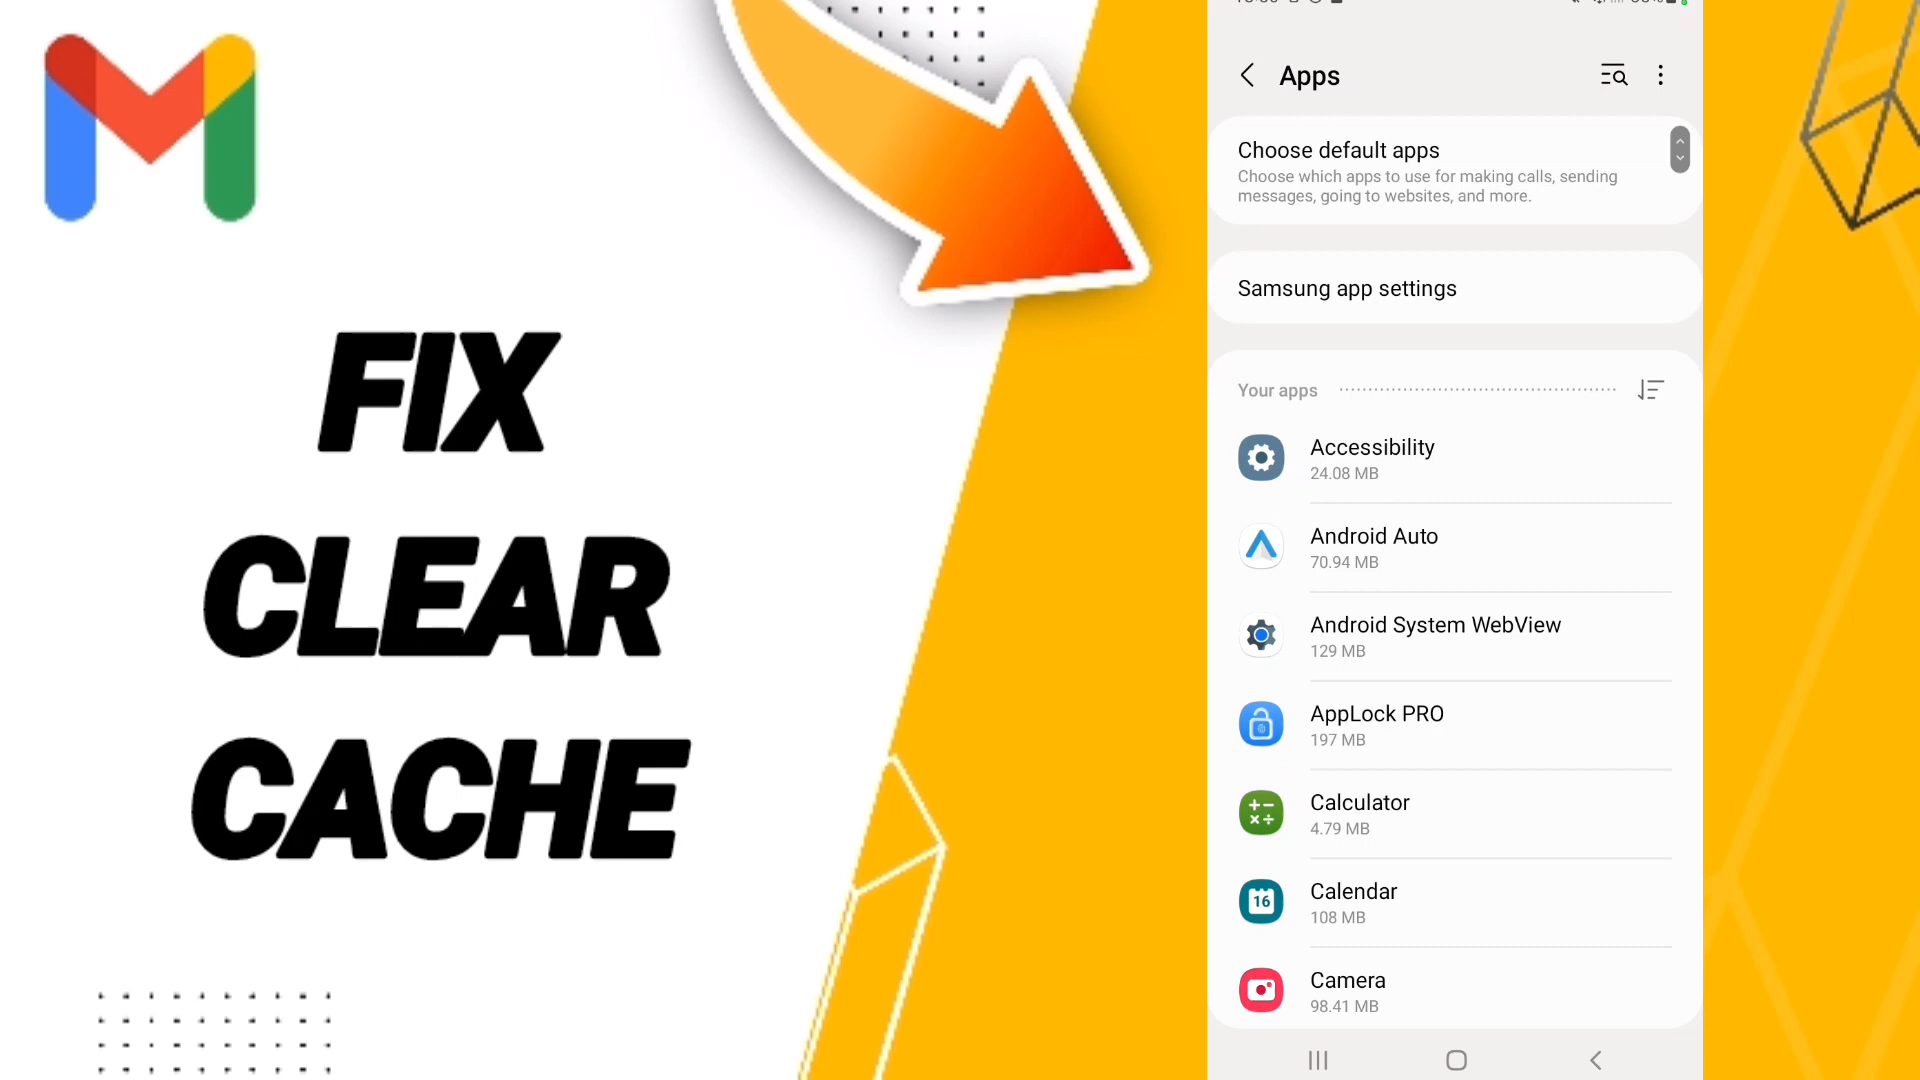 FIX
CLEAR
CACHE
Apps
Choose default apps
Choose which apps to use for making calls, sending
messages, going to websites, and more.
Samsung app settings
Your apps
Accessibility
24.08 MB
Android Auto
70.94 MB
Android System WebView
129 MB
AppLock PRO
197 MB
Calculator
4.79 MB
16
Calendar
108 MB
Camera
98.41 MB